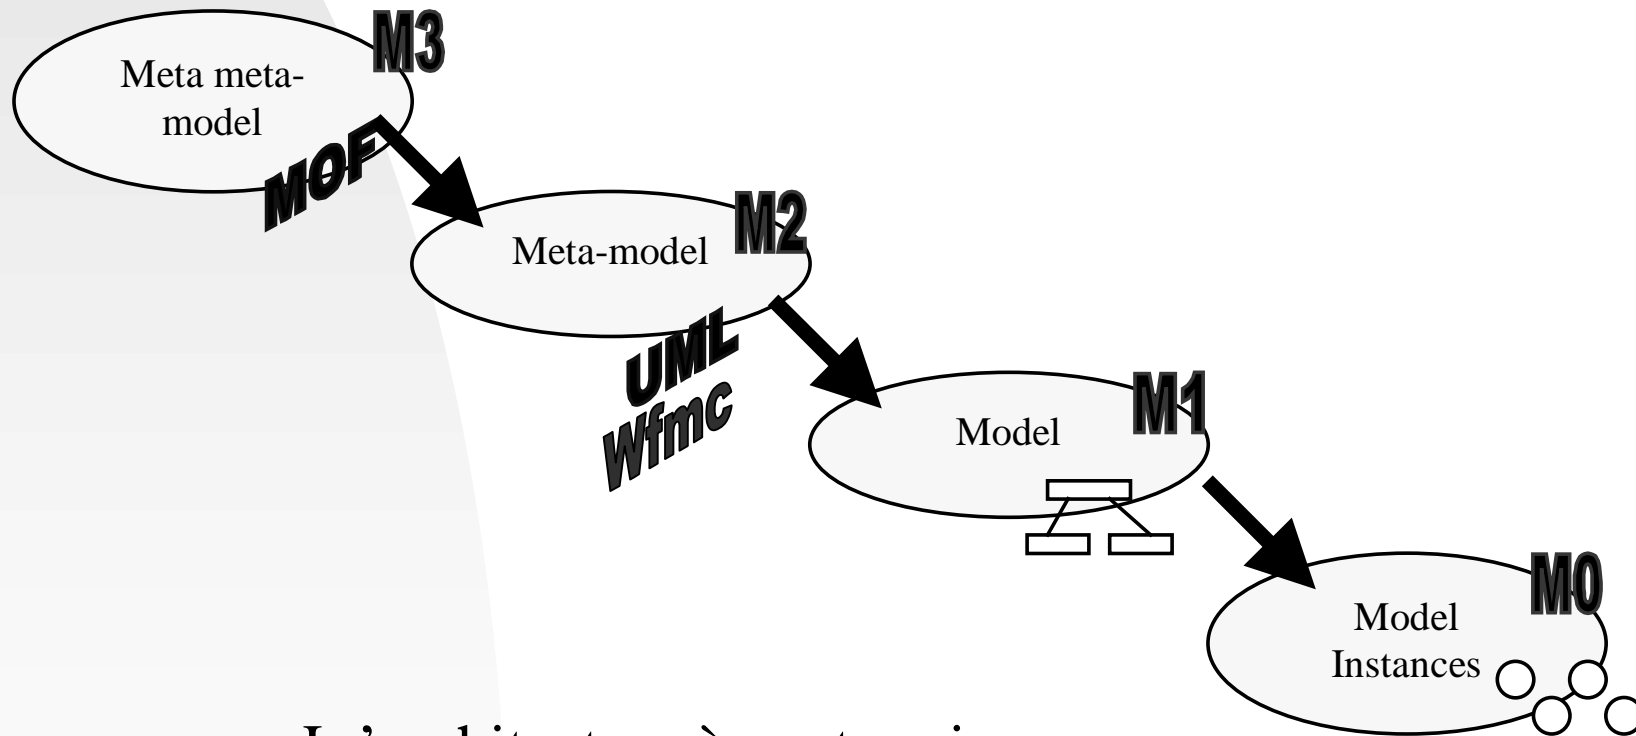 M3
Meta meta-
model
MOF
M2
Meta-model
UML
Wfmc
M1
Model
M0
Model
Instances